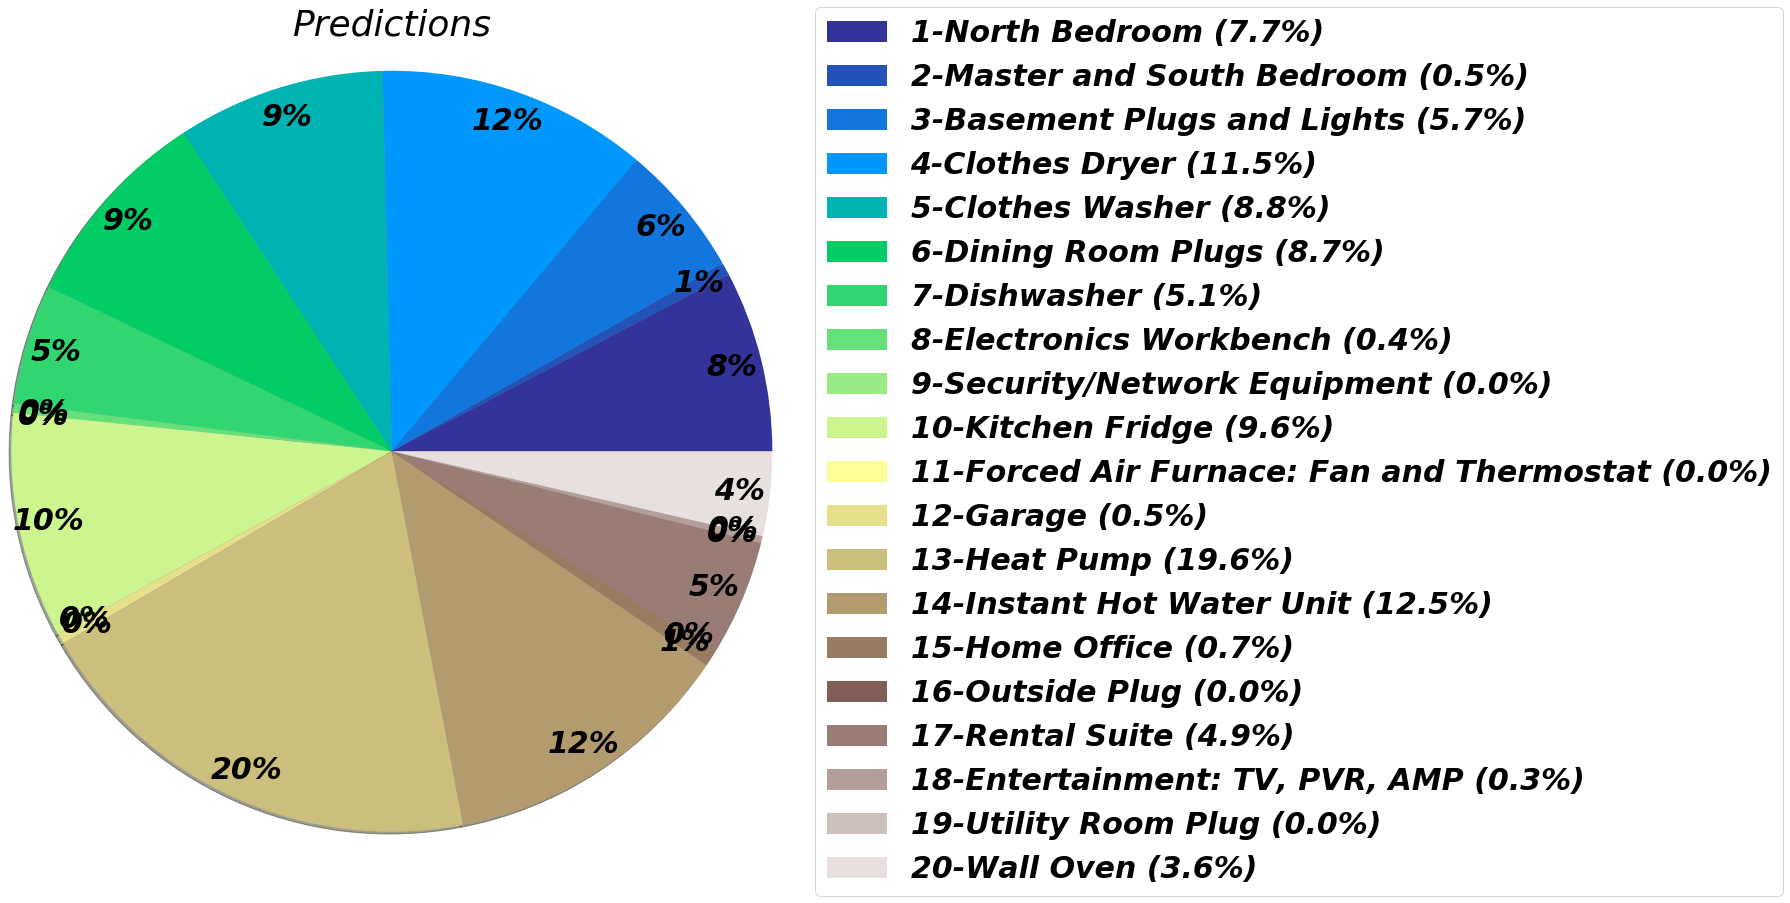 Predictions
12%
9%
9%
6%
1%
5%
8%
0%
0%
10%
4%
0%
0%
5%
0%
0%
0%
1%
12%
20%
1-North Bedroom (7.7%)
2-Master and South Bedroom (0.5%)
3-Basement Plugs and Lights (5.7%)
4-Clothes Dryer (11.5%)
5-Clothes Washer (8.8%)
6-Dining Room Plugs (8.7%)
7-Dishwasher (5.1%)
8-Electronics Workbench (0.4%)
9-Security/Network Equipment (0.0%)
10-Kitchen Fridge (9.6%)
11-Forced Air Furnace: Fan and Thermostat (0.0%)
12-Garage (0.5%)
13-Heat Pump (19.6%)
14-Instant Hot Water Unit (12.5%)
15-Home Office (0.7%)
16-Outside Plug (0.0%)
17-Rental Suite (4.9%)
18-Entertainment: TV, PVR, AMP (0.3%)
19-Utility Room Plug (0.0%)
20-Wall Oven (3.6%)